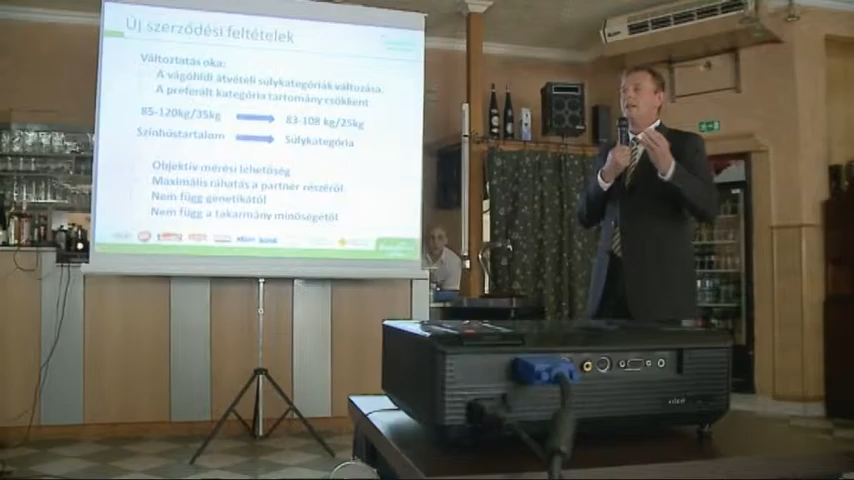 Új szerződési feltételek
Változtatás oka:
A vágóhídi átvételi súlykategóriák változása.
A preferált kategória tartomány csökkent
85-120kg/35kg
83-108 kg/25kg
Színhústartalom
Súlykategória
Objektív mérési lehetőség
Maximális ráhatás a partner részéről
Nem függ genetikától
Nem függ a takarmány minőségétől